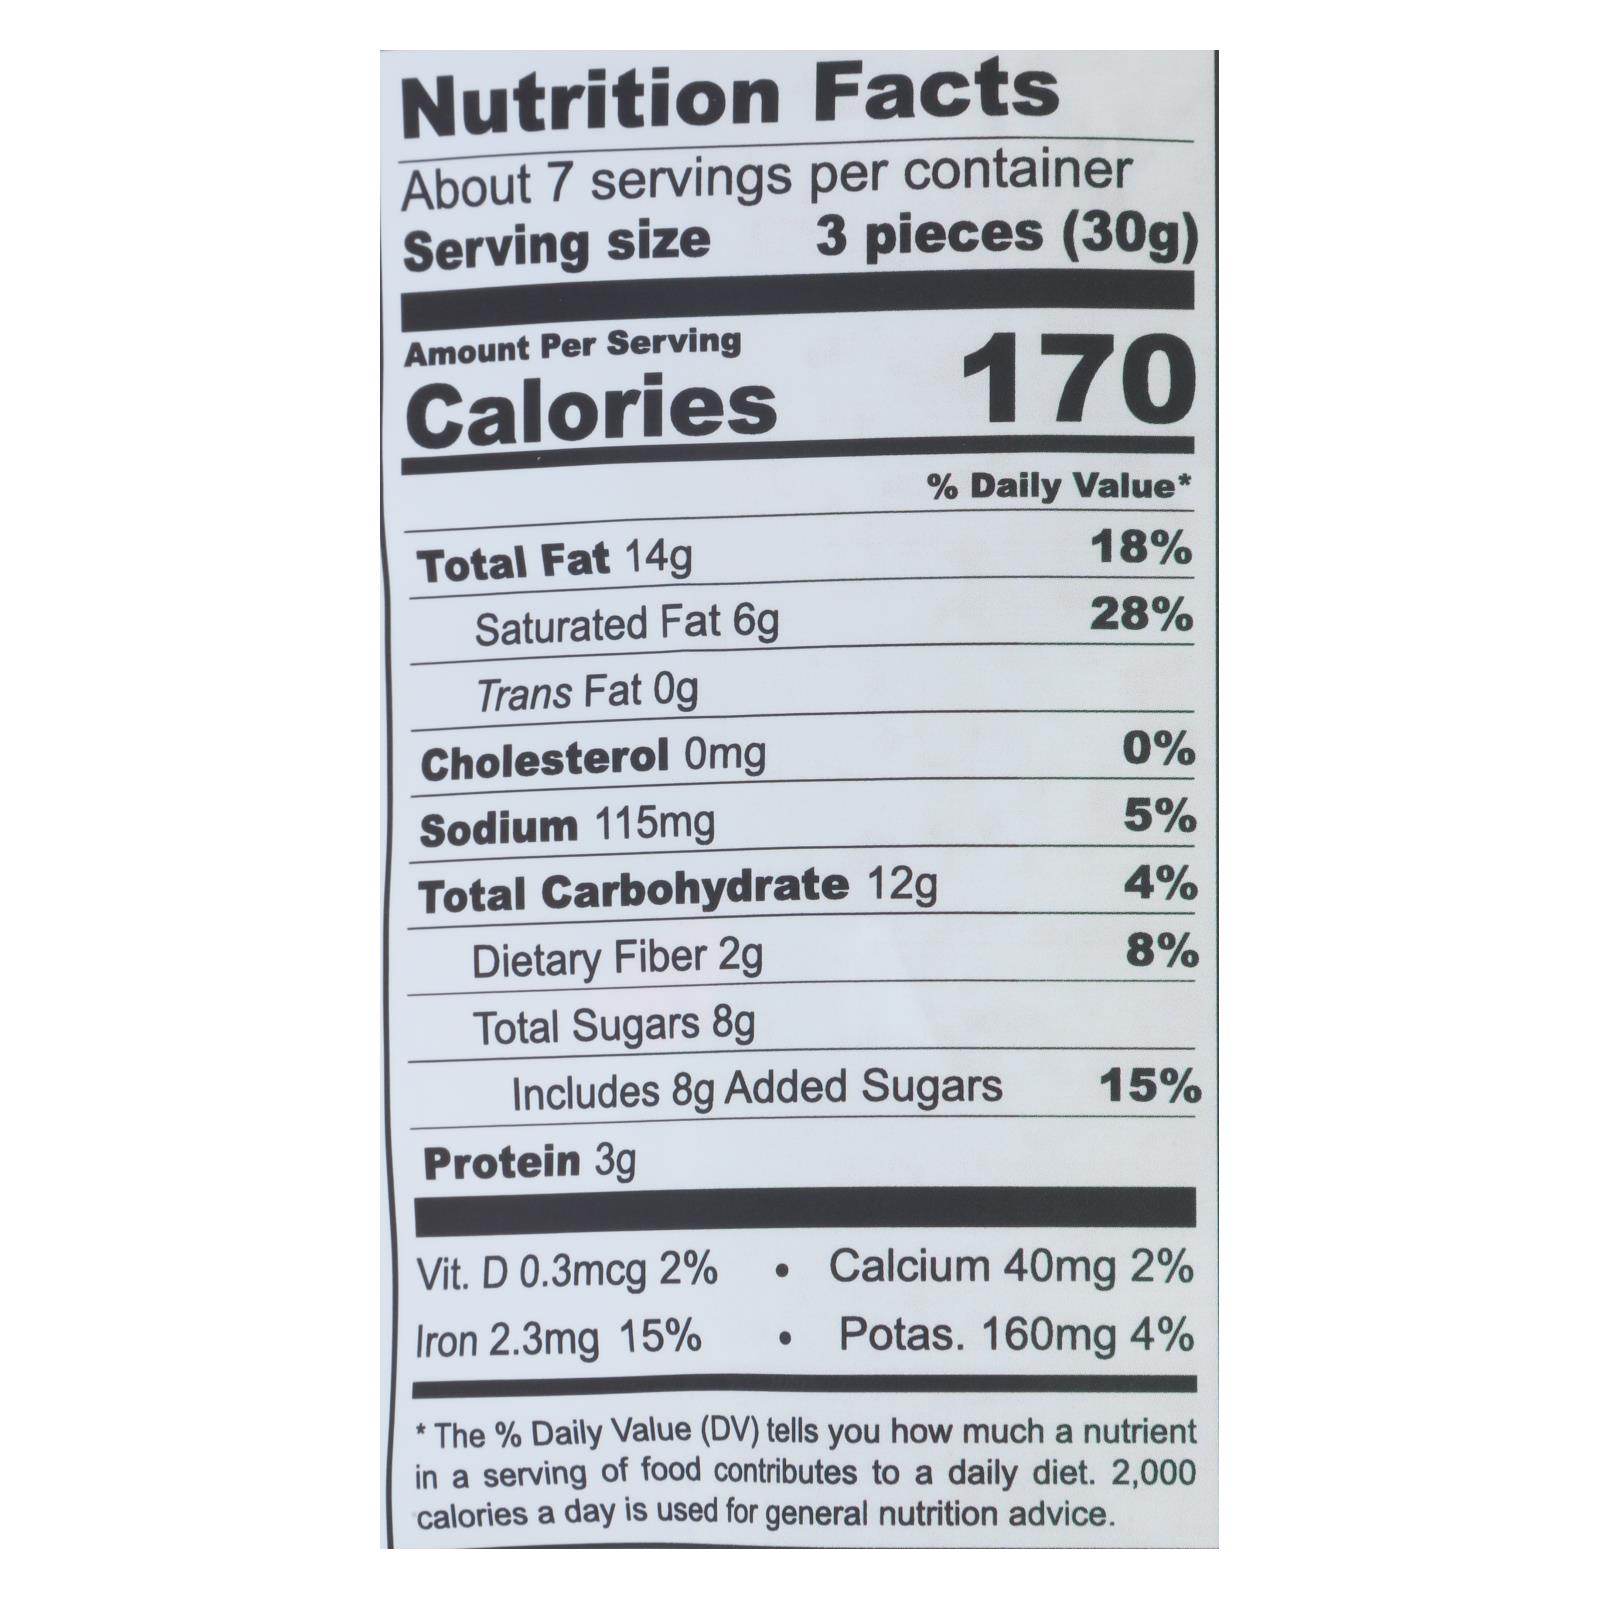 Nutrition Facts
About 7 servings per container
Serving size 3 pieces (30g)
Amount Per Serving
Calories 170
% Daily Value*
Total Fat 14g 18%
Saturated Fat 6g 28%
Trans Fat 0g
Cholesterol 0mg 0%
Sodium 115mg 5%
Total Carbohydrate 12g 4%
Dietary Fiber 2g 8%
Total Sugars 8g
Includes 8g Added Sugars 15%
Protein 3g
Vit. D 0.3mcg 2% • Calcium 40mg 2%
Iron 2.3mg 15% • Potas. 160mg 4%
* The % Daily Value (DV) tells you how much a nutrient
in a serving of food contributes to a daily diet. 2,000
calories a day is used for general nutrition advice.